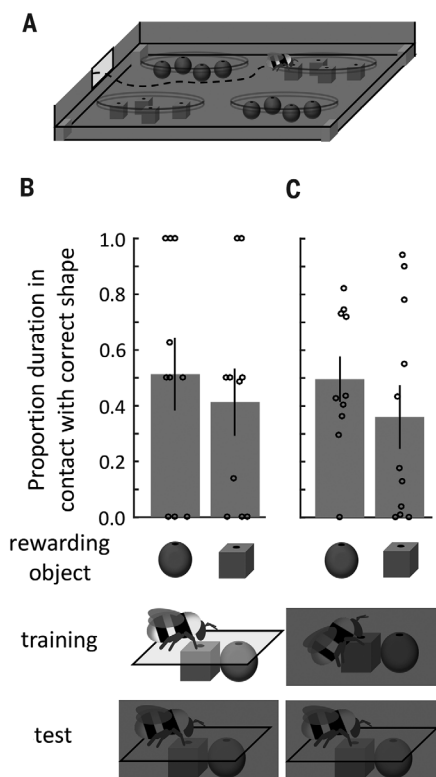 A
B
C
Proportion duration in
contact with correct shape
1.0
0.8
0.6
0.4
0.2
0.0
rewarding
object
training
test